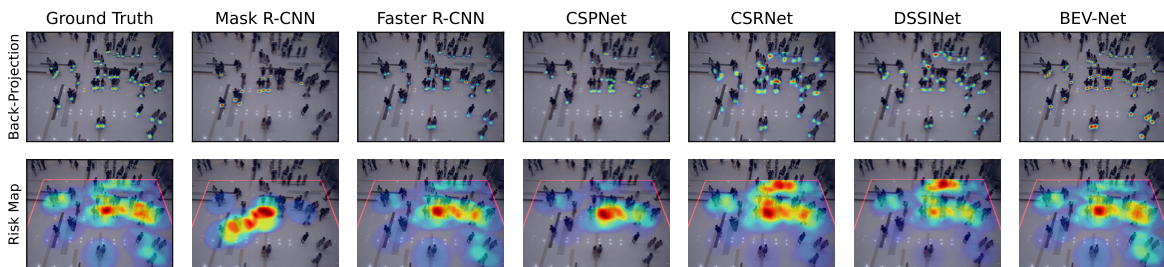 Ground Truth Mask R-CNN Faster R-CNN CSPNet CSRNet DSSINet BEV-Net
Back-Projection
Risk Map